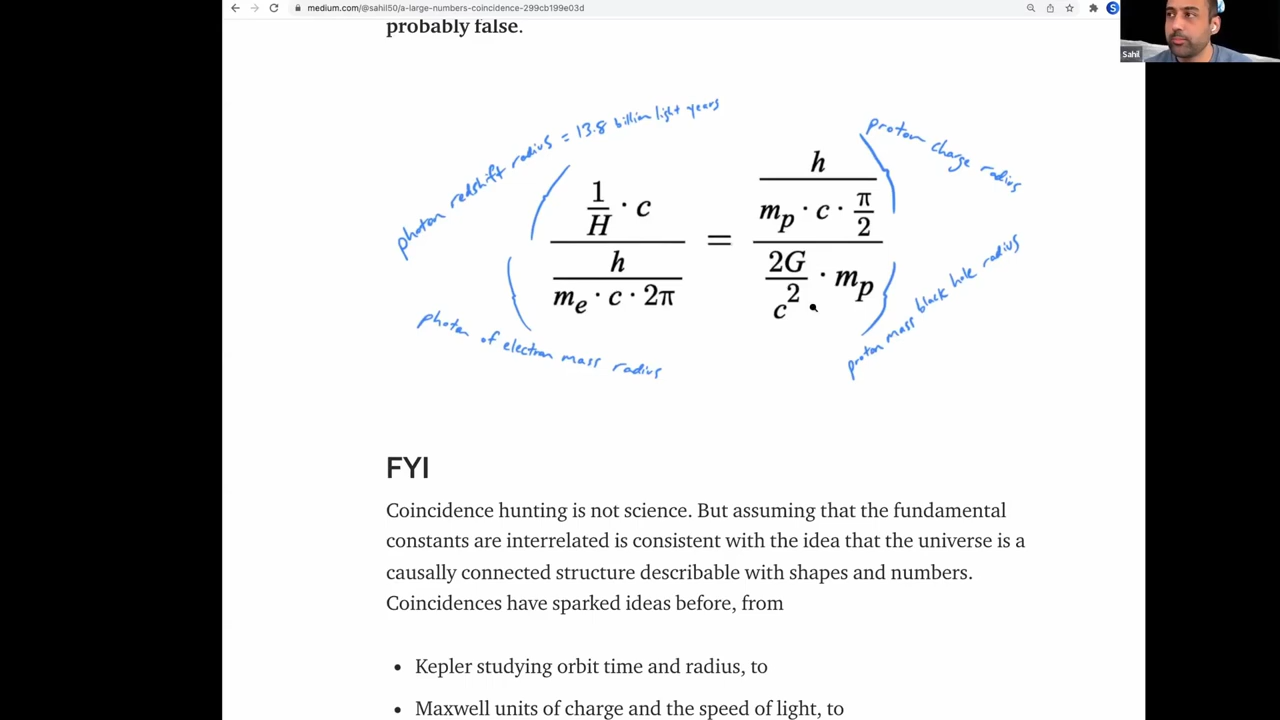 medium.com/@sahil50/a-large-numbers-coincidence-299cb199e03d
S
Sahil
probably false.
photon redshift radius = 13.8 billion light years
proton charge radius
1/H · c / h/(m_e · c · 2π) = h/(m_p · c · π/2) / 2G/c^2 · m_p
photon of electron mass radius
proton mass black hole radius
FYI
Coincidence hunting is not science. But assuming that the fundamental
constants are interrelated is consistent with the idea that the universe is a
causally connected structure describable with shapes and numbers.
Coincidences have sparked ideas before, from
• Kepler studying orbit time and radius, to
• Maxwell units of charge and the speed of light, to